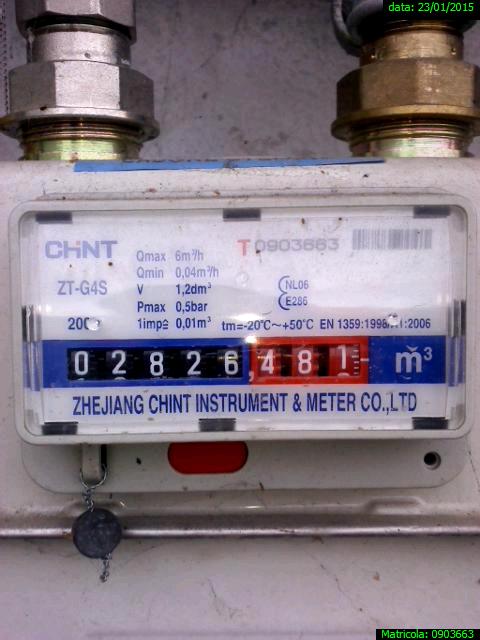 data: 23/01/2015
CHNT
T0903663
Qmax 6m³/h
Qmin 0,04m³/h
ZT-G4S
V 1,2dm³
Pmax 0,5bar
1imp≙ 0,01m³
NL06
E286
tm=-20°C~+50°C EN 1359:1998/A1:2006
02826481 m³
ZHEJIANG CHINT INSTRUMENT & METER CO.,LTD
Matricola: 0903663